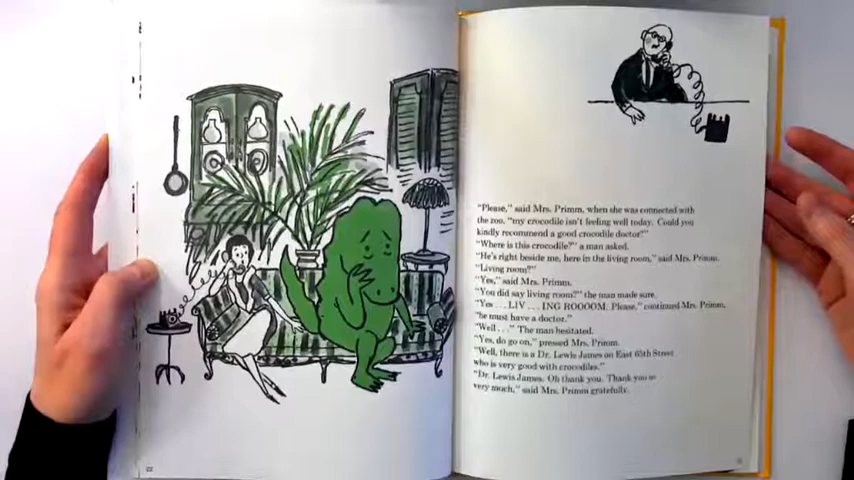 "Please," said Mrs. Primm, when she was connected with
the zoo, "my crocodile isn't feeling well today. Could you
kindly recommend a good crocodile doctor?"
"Where is this crocodile?" a man asked.
"He's right beside me, here in the living room," said Mrs. Primm.
"Living room?"
"Yes," said Mrs. Primm.
"You did say living room?" the man made sure.
"Yes . . . LIV . . . ING ROOOOM. Please," continued Mrs. Primm,
"he must have a doctor."
"Well . . ." The man hesitated.
"Yes, do go on," pressed Mrs. Primm.
"Well, there is a Dr. Lewis James on East 65th Street
who is very good with crocodiles."
"Dr. Lewis James. Oh thank you. Thank you so
very much," said Mrs. Primm gratefully.
22